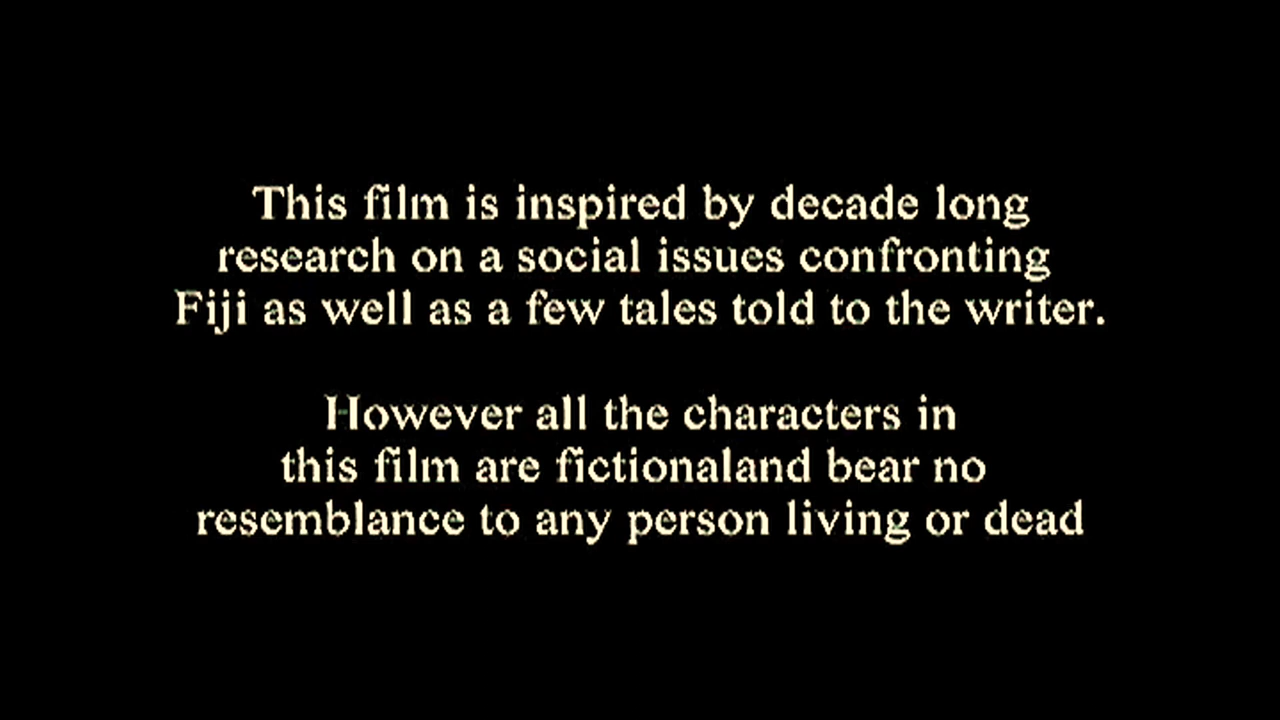 This film is inspired by decade long
research on a social issues confronting
Fiji as well as a few tales told to the writer.
However all the characters in
this film are fictionaland bear no
resemblance to any person living or dead